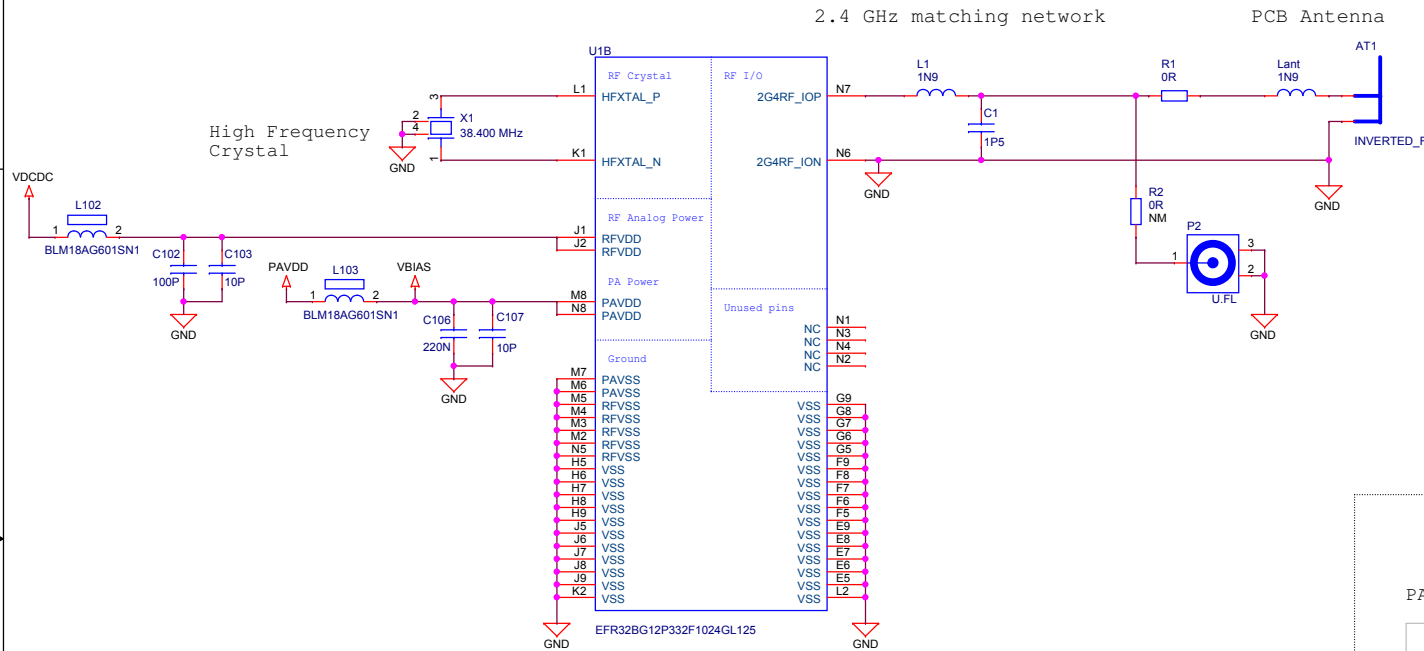 2.4 GHz matching network
PCB Antenna
U1B
AT1
RF Crystal
RF I/O
L1
1N9
R1
0R
Lant
1N9
L1
HFXTAL_P
2G4RF_IOP
N7
3
2
4
X1
38.400 MHz
1
High Frequency
Crystal
GND
C1
1P5
INVERTED_F
K1
HFXTAL_N
2G4RF_ION
N6
GND
GND
VDCDC
L102
1
2
BLM18AG601SN1
RF Analog Power
J1
RFVDD
J2
RFVDD
R2
0R
NM
P2
1
3
2
U.FL
GND
C102
100P
C103
10P
GND
PAVDD
L103
1
2
BLM18AG601SN1
VBIAS
PA Power
M8
PAVDD
N8
PAVDD
C106
220N
C107
10P
GND
Unused pins
NC
N1
NC
N3
NC
N4
NC
N2
Ground
M7
PAVSS
M6
PAVSS
M5
RFVSS
M4
RFVSS
M3
RFVSS
M2
RFVSS
N5
RFVSS
H5
VSS
H6
VSS
H7
VSS
H8
VSS
H9
VSS
J5
VSS
J6
VSS
J7
VSS
J8
VSS
J9
VSS
K2
VSS
VSS
G9
VSS
G8
VSS
G7
VSS
G6
VSS
G5
VSS
F9
VSS
F8
VSS
F7
VSS
F6
VSS
F5
VSS
E9
VSS
E8
VSS
E7
VSS
E6
VSS
E5
VSS
L2
GND
EFR32BG12P332F1024GL125
GND
PA